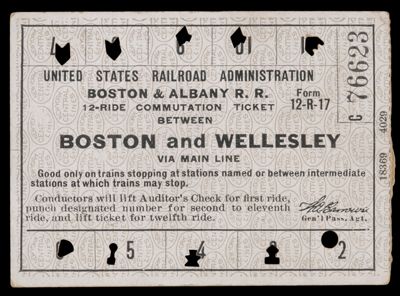 UNITED STATES RAILROAD ADMINISTRATION
BOSTON & ALBANY R. R.
12-RIDE COMMUTATION TICKET
Form
12-R-17
BETWEEN
BOSTON and WELLESLEY
VIA MAIN LINE
Good only on trains stopping at stations named or between intermediate
stations at which trains may stop.
Conductors will lift Auditor's Check for first ride,
punch designated number for second to eleventh
ride, and lift ticket for twelfth ride.
Gen'l Pass. Agt.
5
4
2
C 76623
18369 4029